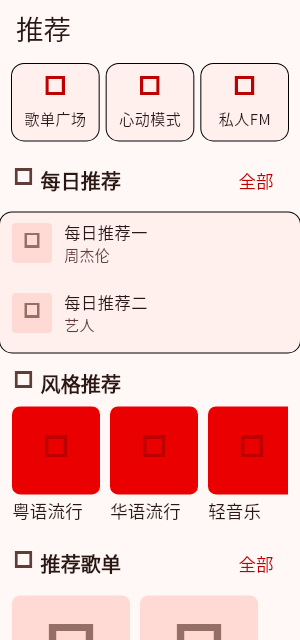 推荐
歌单广场 心动模式 私人FM
每日推荐 全部
每日推荐一
周杰伦
每日推荐二
艺人
风格推荐
粤语流行 华语流行 轻音乐
推荐歌单 全部